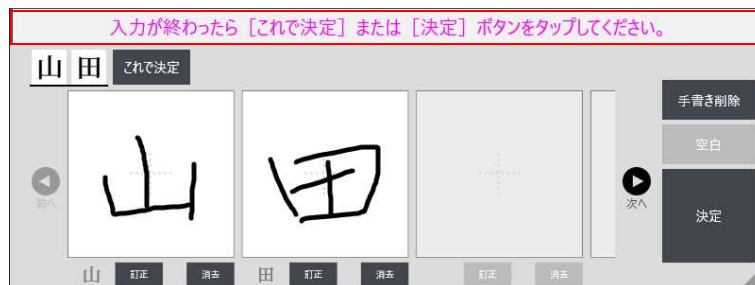 入力が終わったら［これで決定］または［決定］ボタンをタップしてください。
山 田 これで決定
手書き削除
空白
山 田
前へ
次へ
決定
山 訂正 消去 田 訂正 消去 訂正 消去